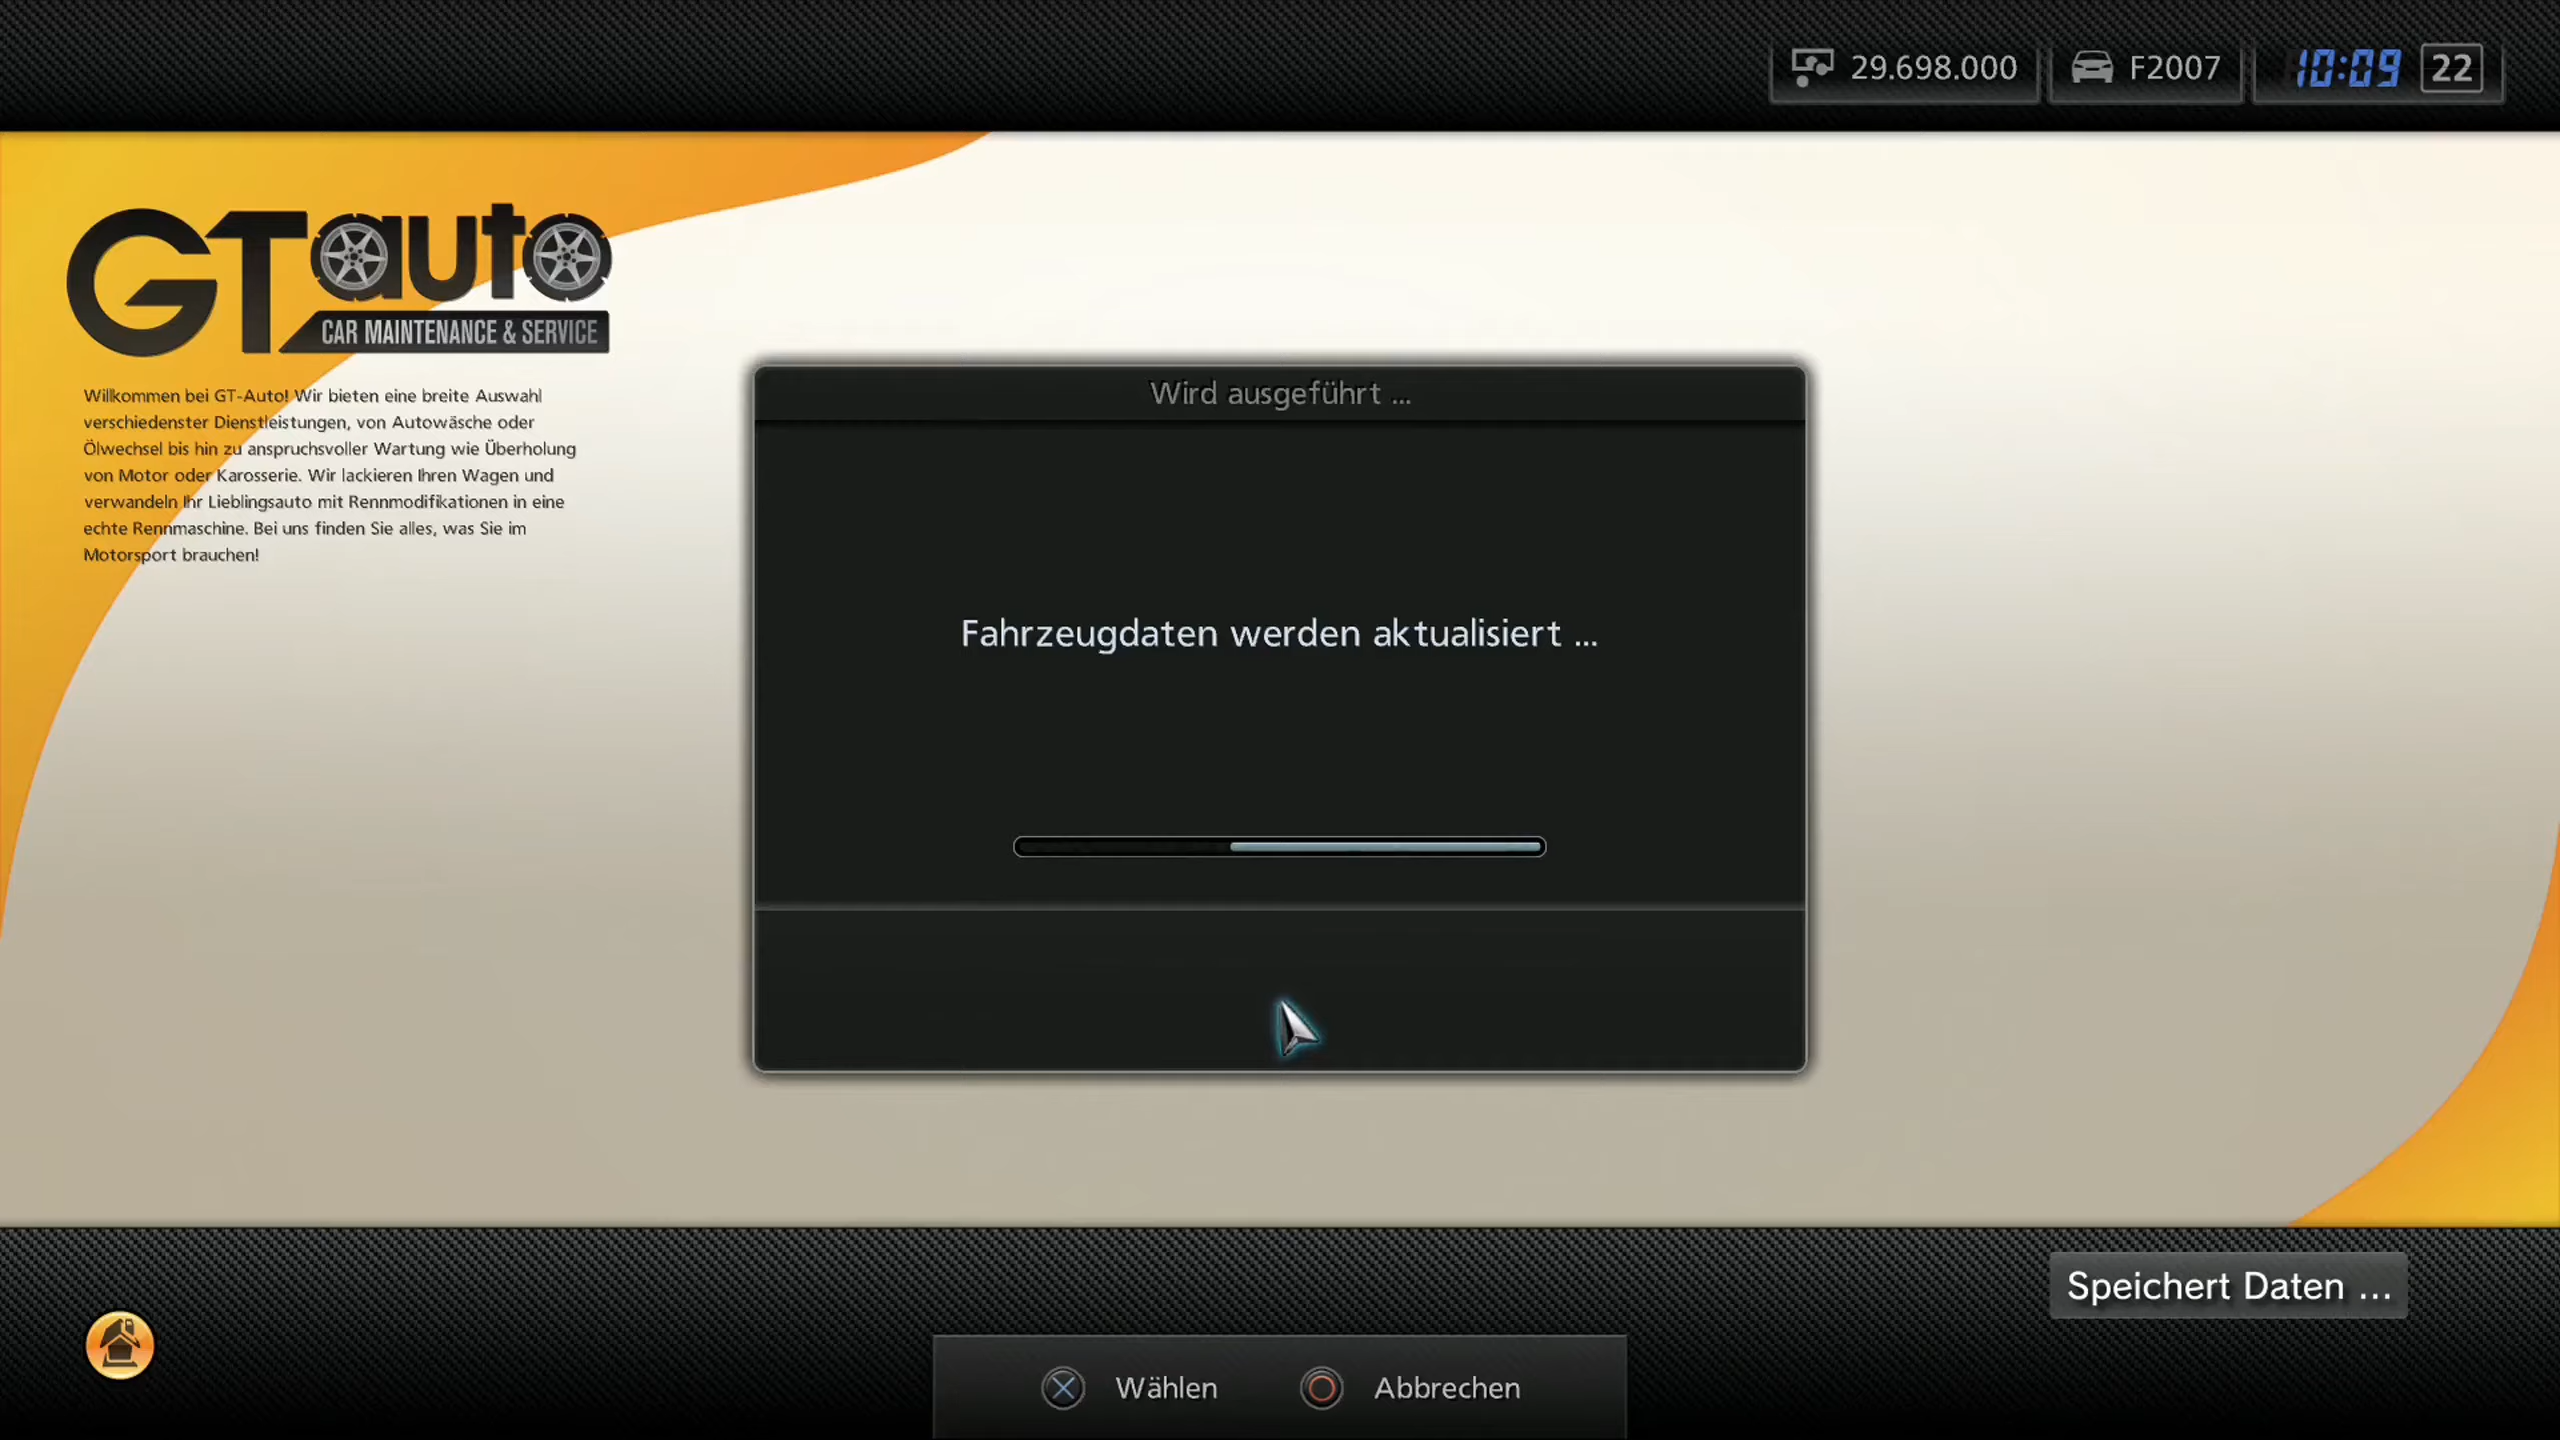 29.698.000
F2007
10:09
22
GT auto
CAR MAINTENANCE & SERVICE
Willkommen bei GT-Auto! Wir bieten eine breite Auswahl
verschiedenster Dienstleistungen, von Autowäsche oder
Ölwechsel bis hin zu anspruchsvoller Wartung wie Überholung
von Motor oder Karosserie. Wir lackieren Ihren Wagen und
verwandeln Ihr Lieblingsauto mit Rennmodifikationen in eine
echte Rennmaschine. Bei uns finden Sie alles, was Sie im
Motorsport brauchen!
Wird ausgeführt ...
Fahrzeugdaten werden aktualisiert ...
Speichert Daten ...
Wählen
Abbrechen